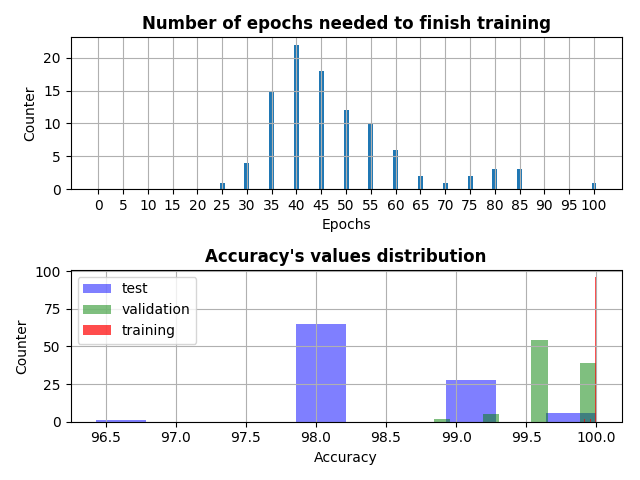 Number of epochs needed to finish training
20
15
10
5
0
Counter
0 5 10 15 20 25 30 35 40 45 50 55 60 65 70 75 80 85 90 95 100
Epochs
Accuracy's values distribution
100
75
50
25
0
Counter
test
validation
training
96.5 97.0 97.5 98.0 98.5 99.0 99.5 100.0
Accuracy